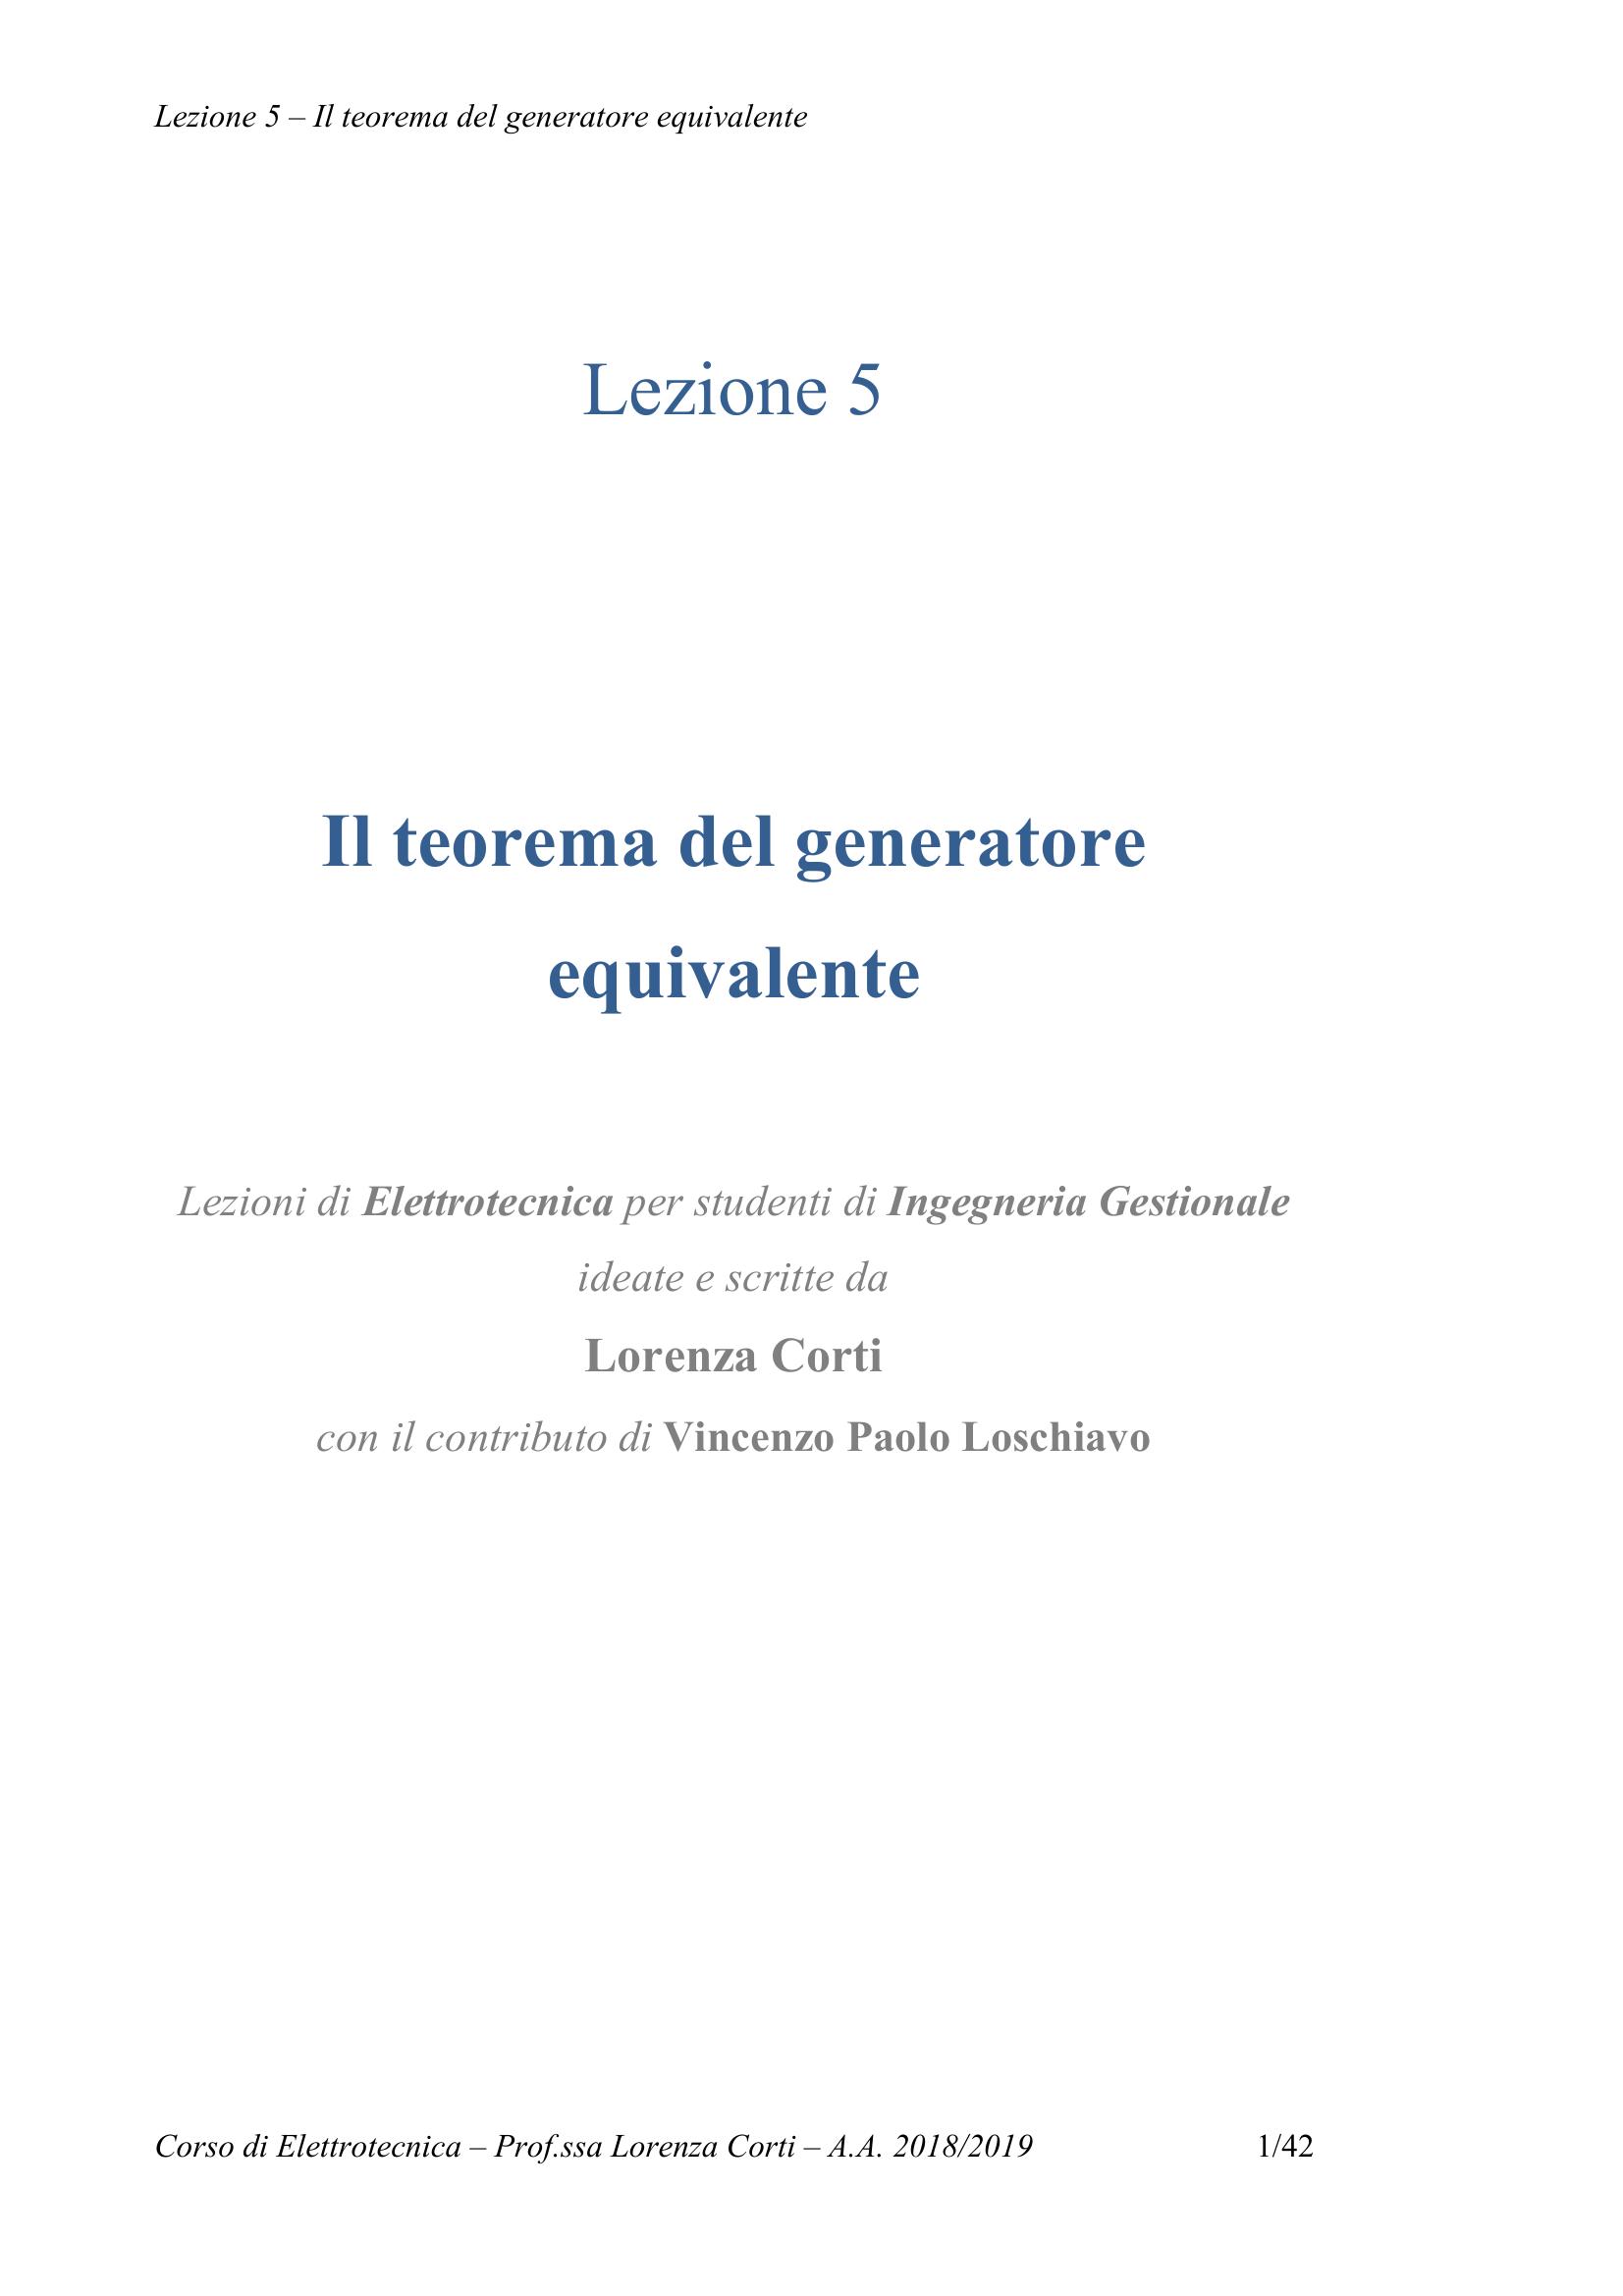 Lezione 5 – Il teorema del generatore equivalente
Lezione 5
Il teorema del generatore
equivalente
Lezioni di Elettrotecnica per studenti di Ingegneria Gestionale
ideate e scritte da
Lorenza Corti
con il contributo di Vincenzo Paolo Loschiavo
Corso di Elettrotecnica – Prof.ssa Lorenza Corti – A.A. 2018/2019 1/42